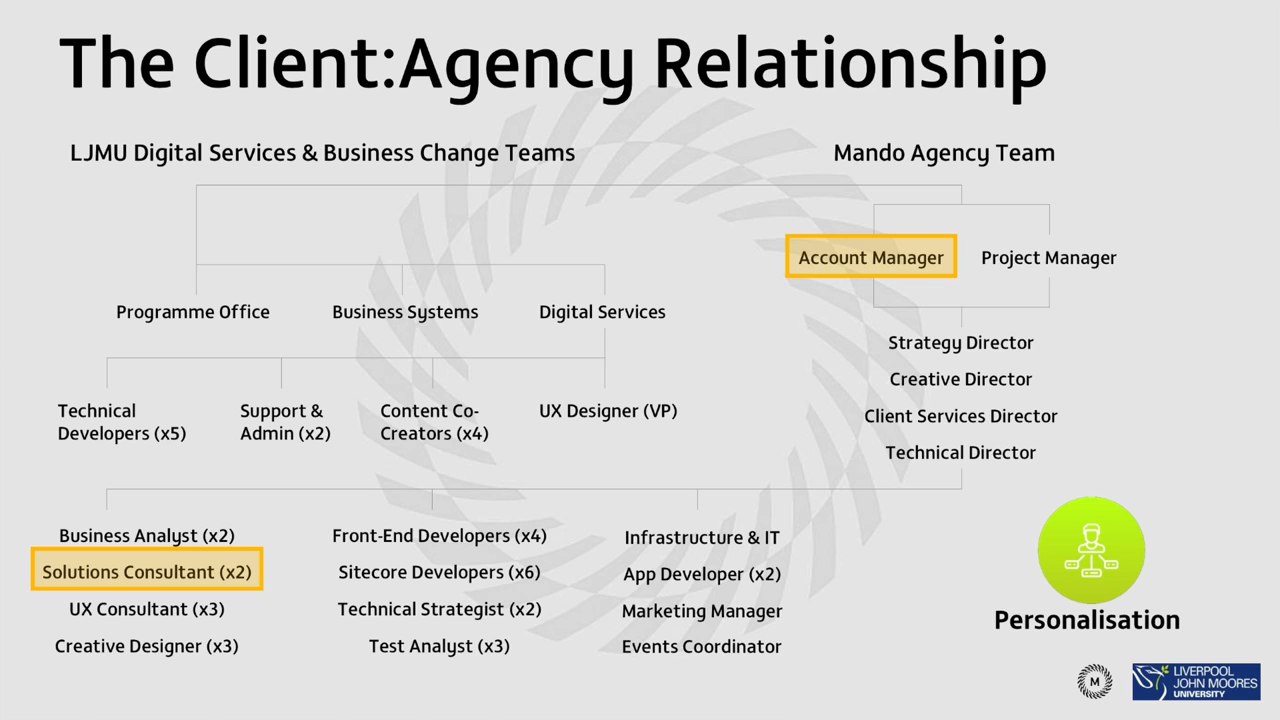 The Client:Agency Relationship
LJMU Digital Services & Business Change Teams
Mando Agency Team
Account Manager
Project Manager
Programme Office
Business Systems
Digital Services
Strategy Director
Creative Director
Client Services Director
Technical Director
Technical
Developers (x5)
Support &
Admin (x2)
Content Co-
Creators (x4)
UX Designer (VP)
Business Analyst (x2)
Solutions Consultant (x2)
UX Consultant (x3)
Creative Designer (x3)
Front-End Developers (x4)
Sitecore Developers (x6)
Technical Strategist (x2)
Test Analyst (x3)
Infrastructure & IT
App Developer (x2)
Marketing Manager
Events Coordinator
Personalisation
M
LIVERPOOL
JOHN MOORES
UNIVERSITY